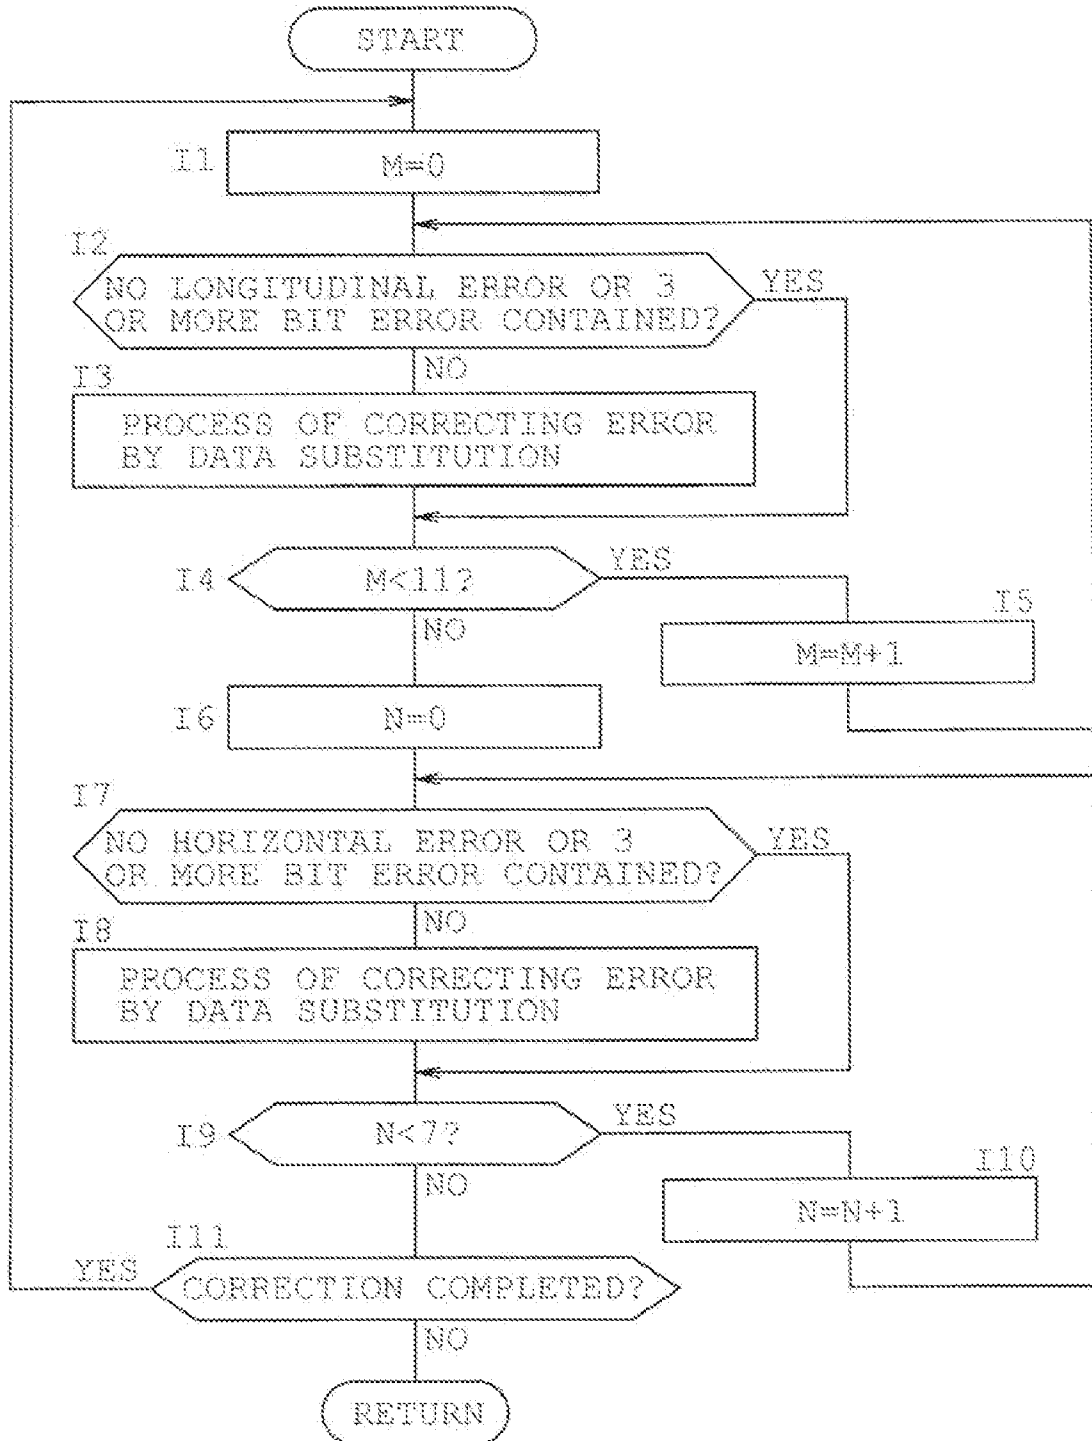 START
I1
M=0
I2
NO LONGITUDINAL ERROR OR 3
OR MORE BIT ERROR CONTAINED?
YES
NO
I3
PROCESS OF CORRECTING ERROR
BY DATA SUBSTITUTION
I4
M<11?
YES
NO
I5
M=M+1
I6
N=0
I7
NO HORIZONTAL ERROR OR 3
OR MORE BIT ERROR CONTAINED?
YES
NO
I8
PROCESS OF CORRECTING ERROR
BY DATA SUBSTITUTION
I9
N<7?
YES
NO
I10
N=N+1
I11
YES
CORRECTION COMPLETED?
NO
RETURN